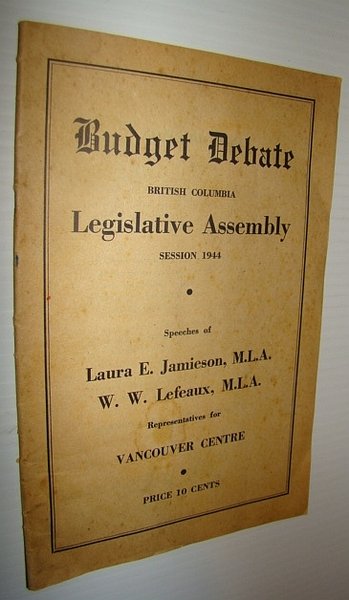 Budget Debate
BRITISH COLUMBIA
Legislative Assembly
SESSION 1944
Speeches of
Laura E. Jamieson, M.L.A.
W. W. Lefeaux, M.L.A.
Representatives for
VANCOUVER CENTRE
PRICE 10 CENTS